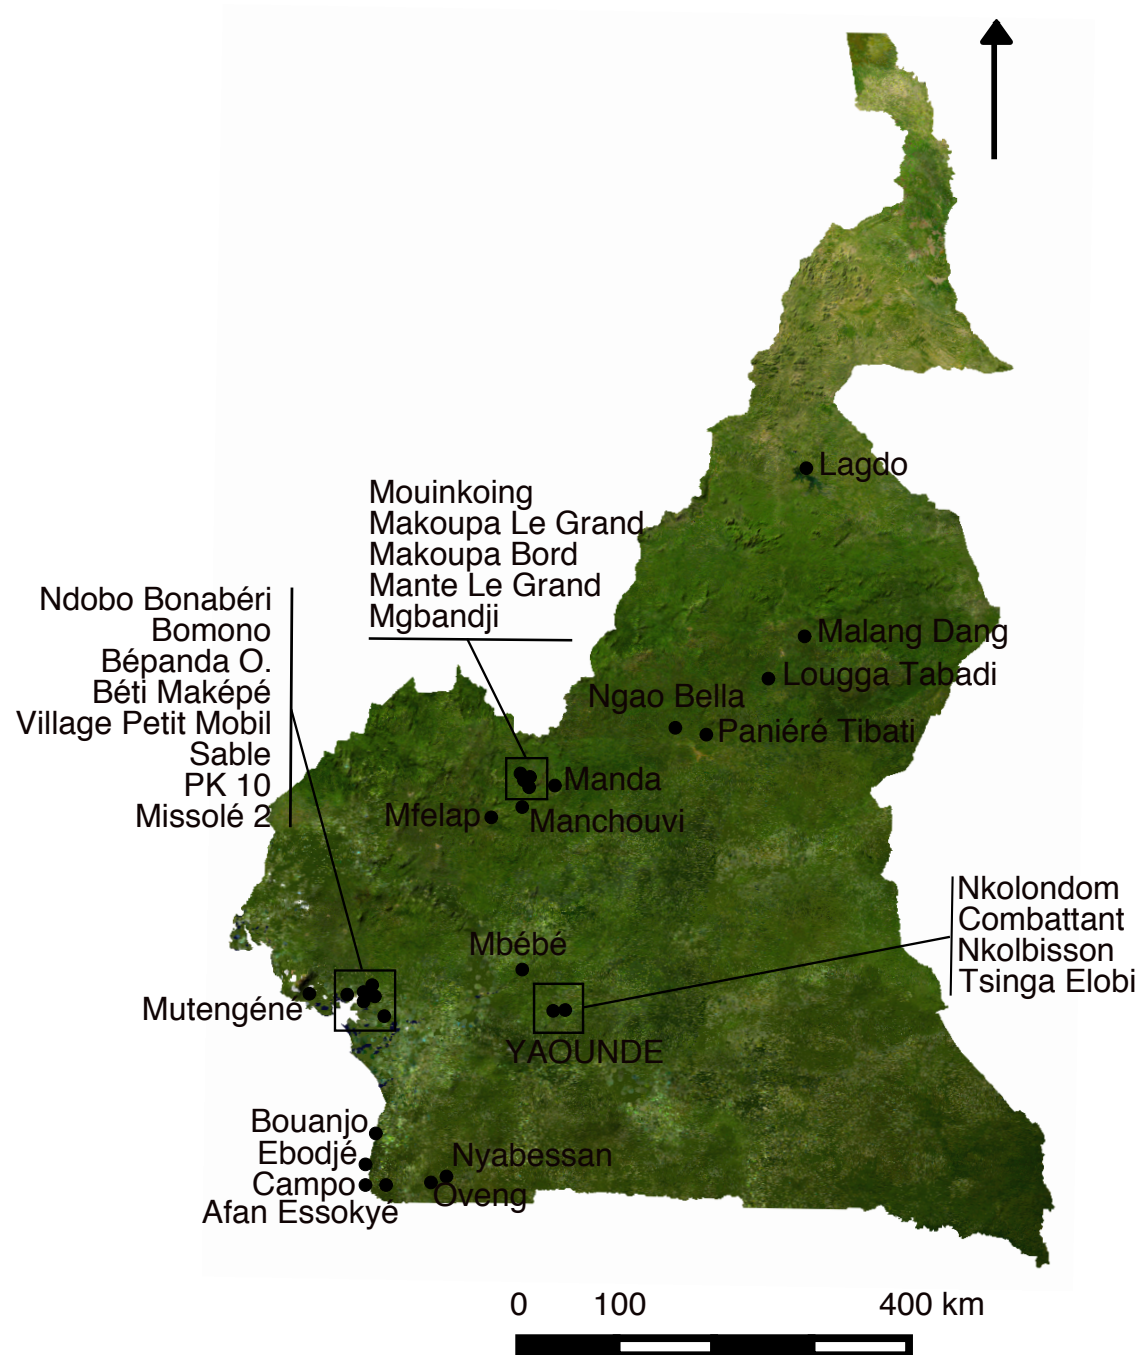 Lagdo
Mouinkoing
Makoupa Le Grand
Makoupa Bord
Mante Le Grand
Mgbandji
Ndobo Bonabéri
Bomono
Bépanda O.
Béti Maképé
Village Petit Mobil
Sable
PK 10
Missolé 2
Malang Dang
Lougga Tabadi
Ngao Bella
Paniéré Tibati
Manda
Mfelap
Manchouvi
Nkolondom
Combattant
Nkolbisson
Tsinga Elobi
Mbébé
Mutengéné
YAOUNDE
Bouanjo
Ebodjé
Nyabessan
Campo
Oveng
Afan Essokyé
0 100 400 km